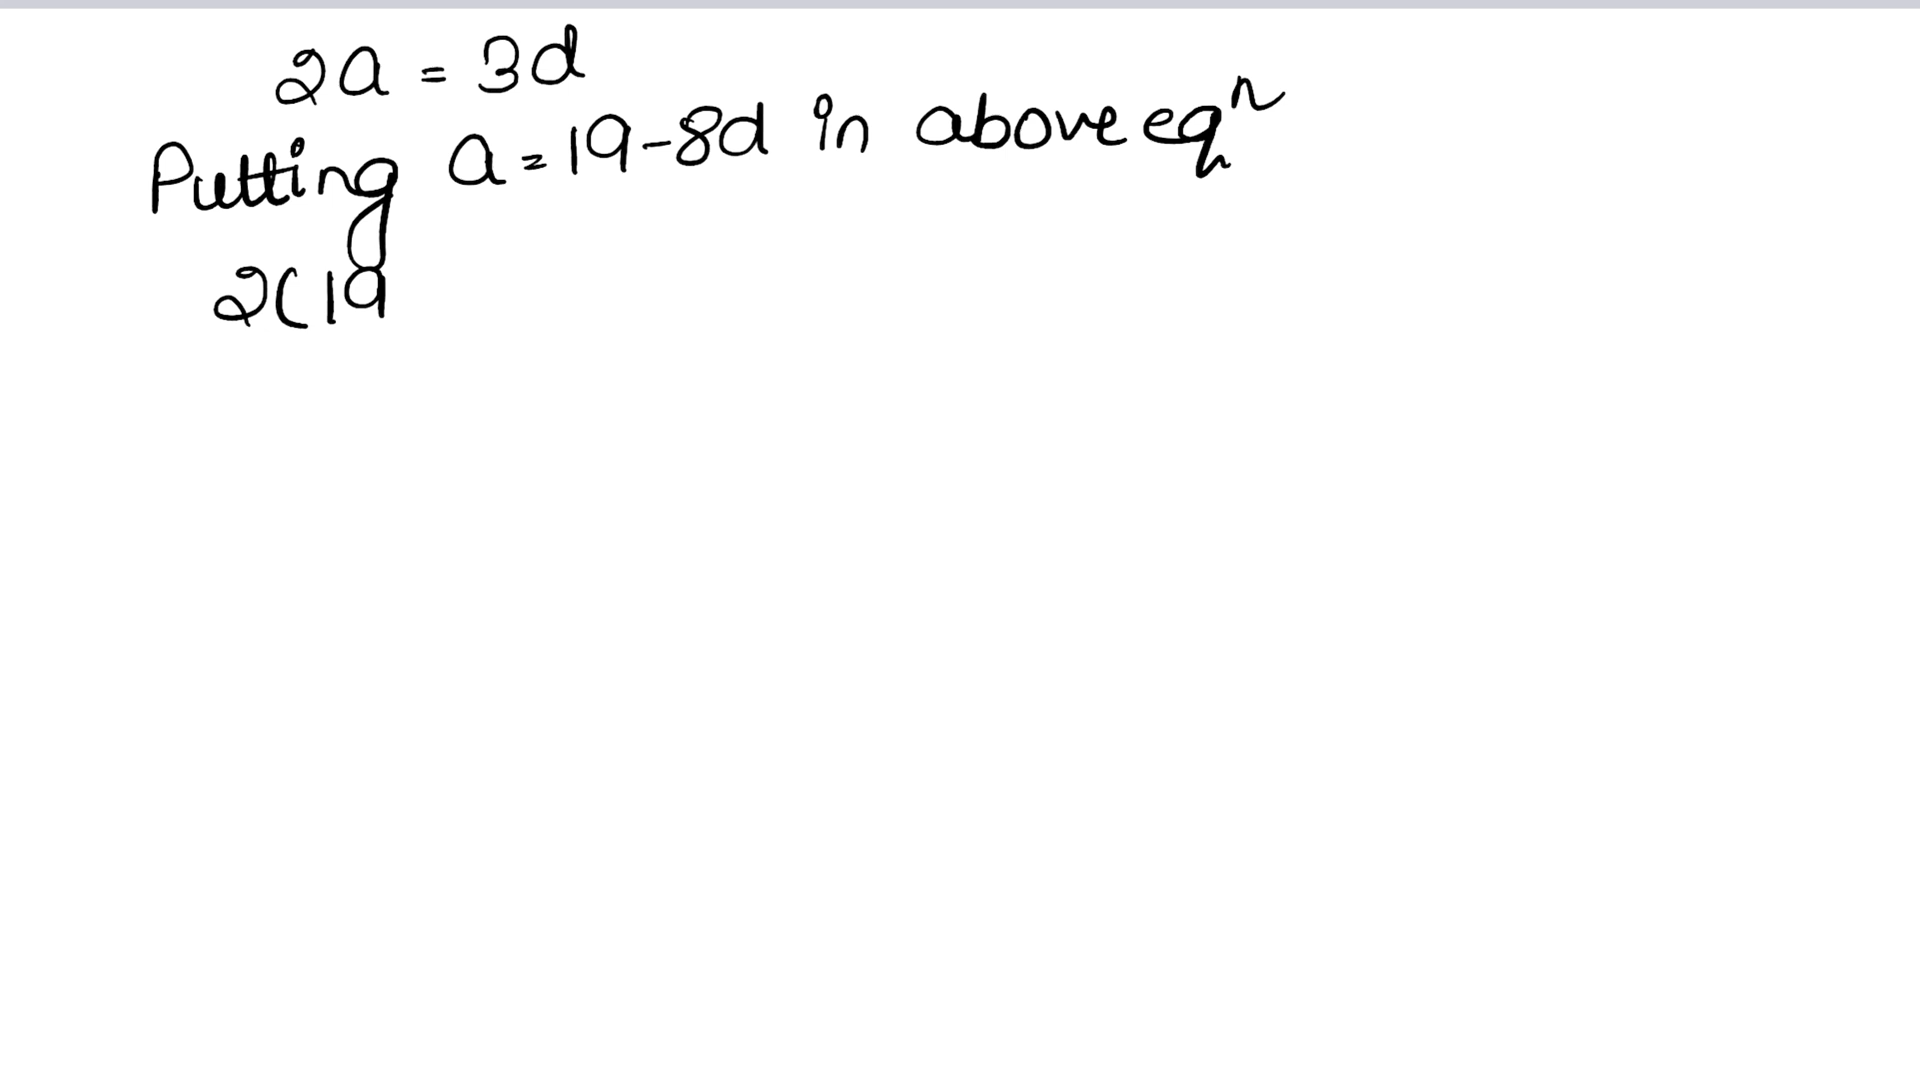 2a = 3d
Putting a = 19-8d in above eqⁿ
2(19